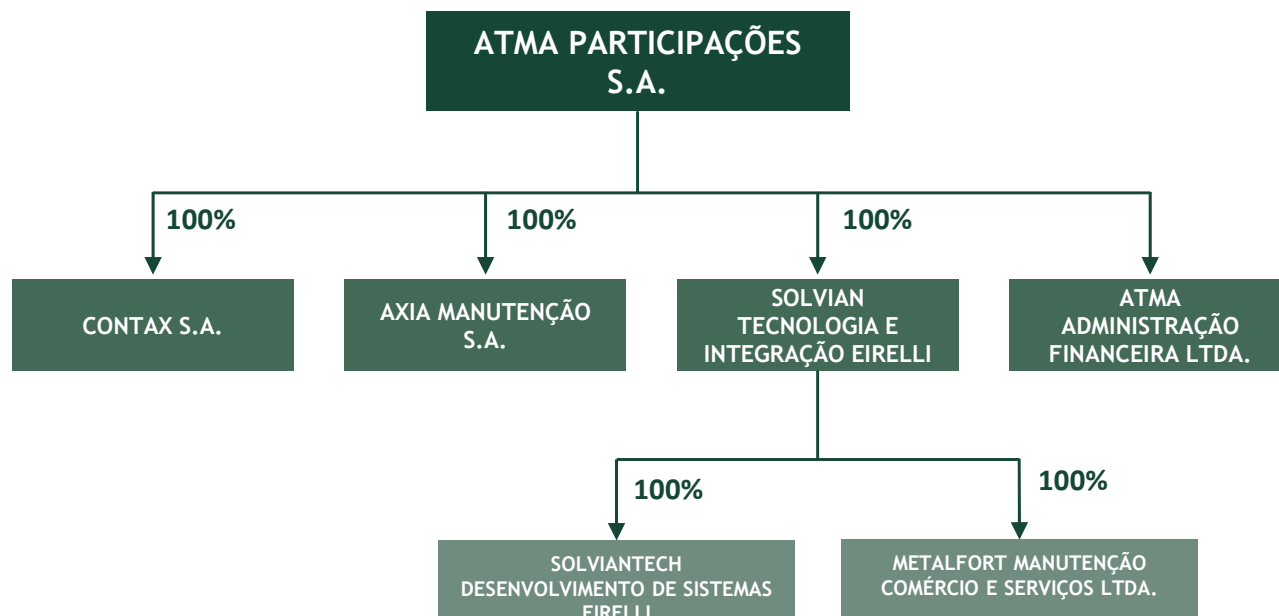 ATMA PARTICIPAÇÕES
S.A.
100%
100%
100%
CONTAX S.A.
AXIA MANUTENÇÃO
S.A.
SOLVIAN
TECNOLOGIA E
INTEGRAÇÃO EIRELLI
ATMA
ADMINISTRAÇÃO
FINANCEIRA LTDA.
100%
100%
SOLVIANTECH
DESENVOLVIMENTO DE SISTEMAS
EIRELLI
METALFORT MANUTENÇÃO
COMÉRCIO E SERVIÇOS LTDA.